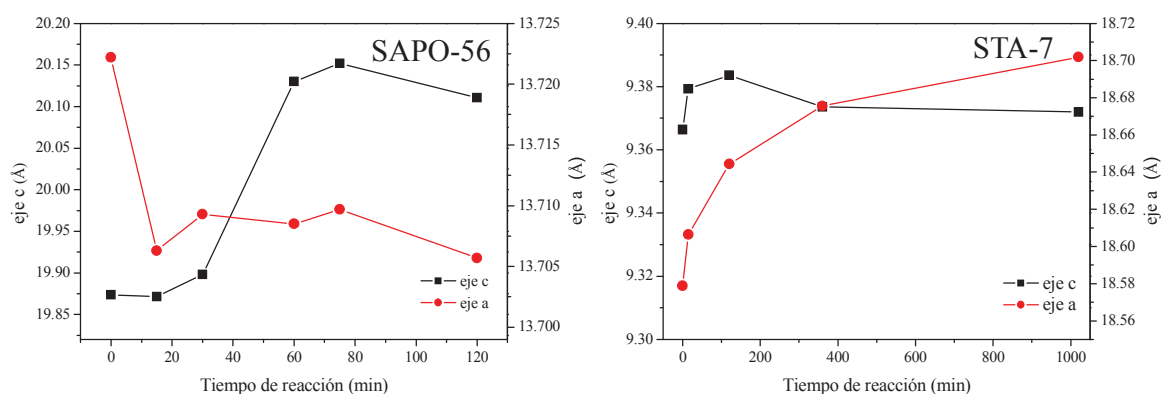 SAPO-56
20.20
20.15
20.10
20.05
20.00
19.95
19.90
19.85
eje c (Å)
13.725
13.720
13.715
13.710
13.705
13.700
eje a (Å)
eje c
eje a
0 20 40 60 80 100 120
Tiempo de reacción (min)
STA-7
9.40
9.38
9.36
9.34
9.32
9.30
eje c (Å)
18.72
18.70
18.68
18.66
18.64
18.62
18.60
18.58
18.56
eje a (Å)
eje c
eje a
0 200 400 600 800 1000
Tiempo de reacción (min)